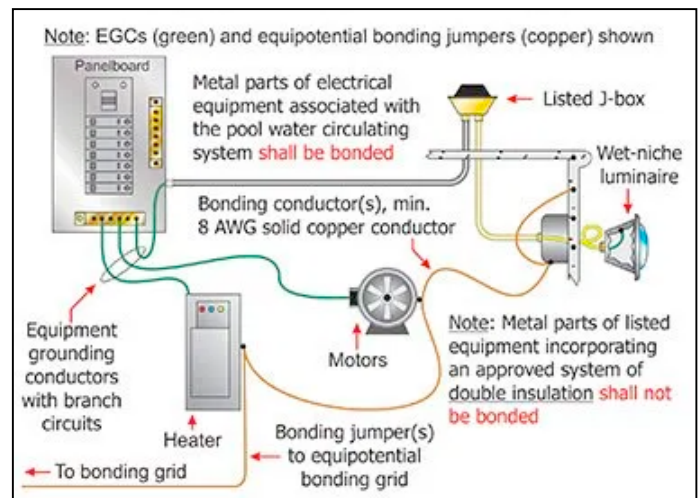 Note: EGCs (green) and equipotential bonding jumpers (copper) shown
Panelboard
Metal parts of electrical
equipment associated with
the pool water circulating
system shall be bonded
Listed J-box
Wet-niche
luminaire
Bonding conductor(s), min.
8 AWG solid copper conductor
Equipment
grounding
conductors
with branch
circuits
Motors
Note: Metal parts of listed
equipment incorporating
an approved system of
double insulation shall not
be bonded
Heater
Bonding jumper(s)
to equipotential
bonding grid
To bonding grid